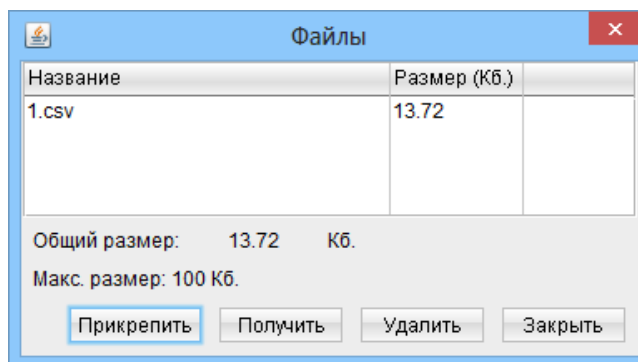 Файлы
Название Размер (Кб.)
1.csv 13.72
Общий размер: 13.72 Кб.
Макс. размер: 100 Кб.
Прикрепить Получить Удалить Закрыть